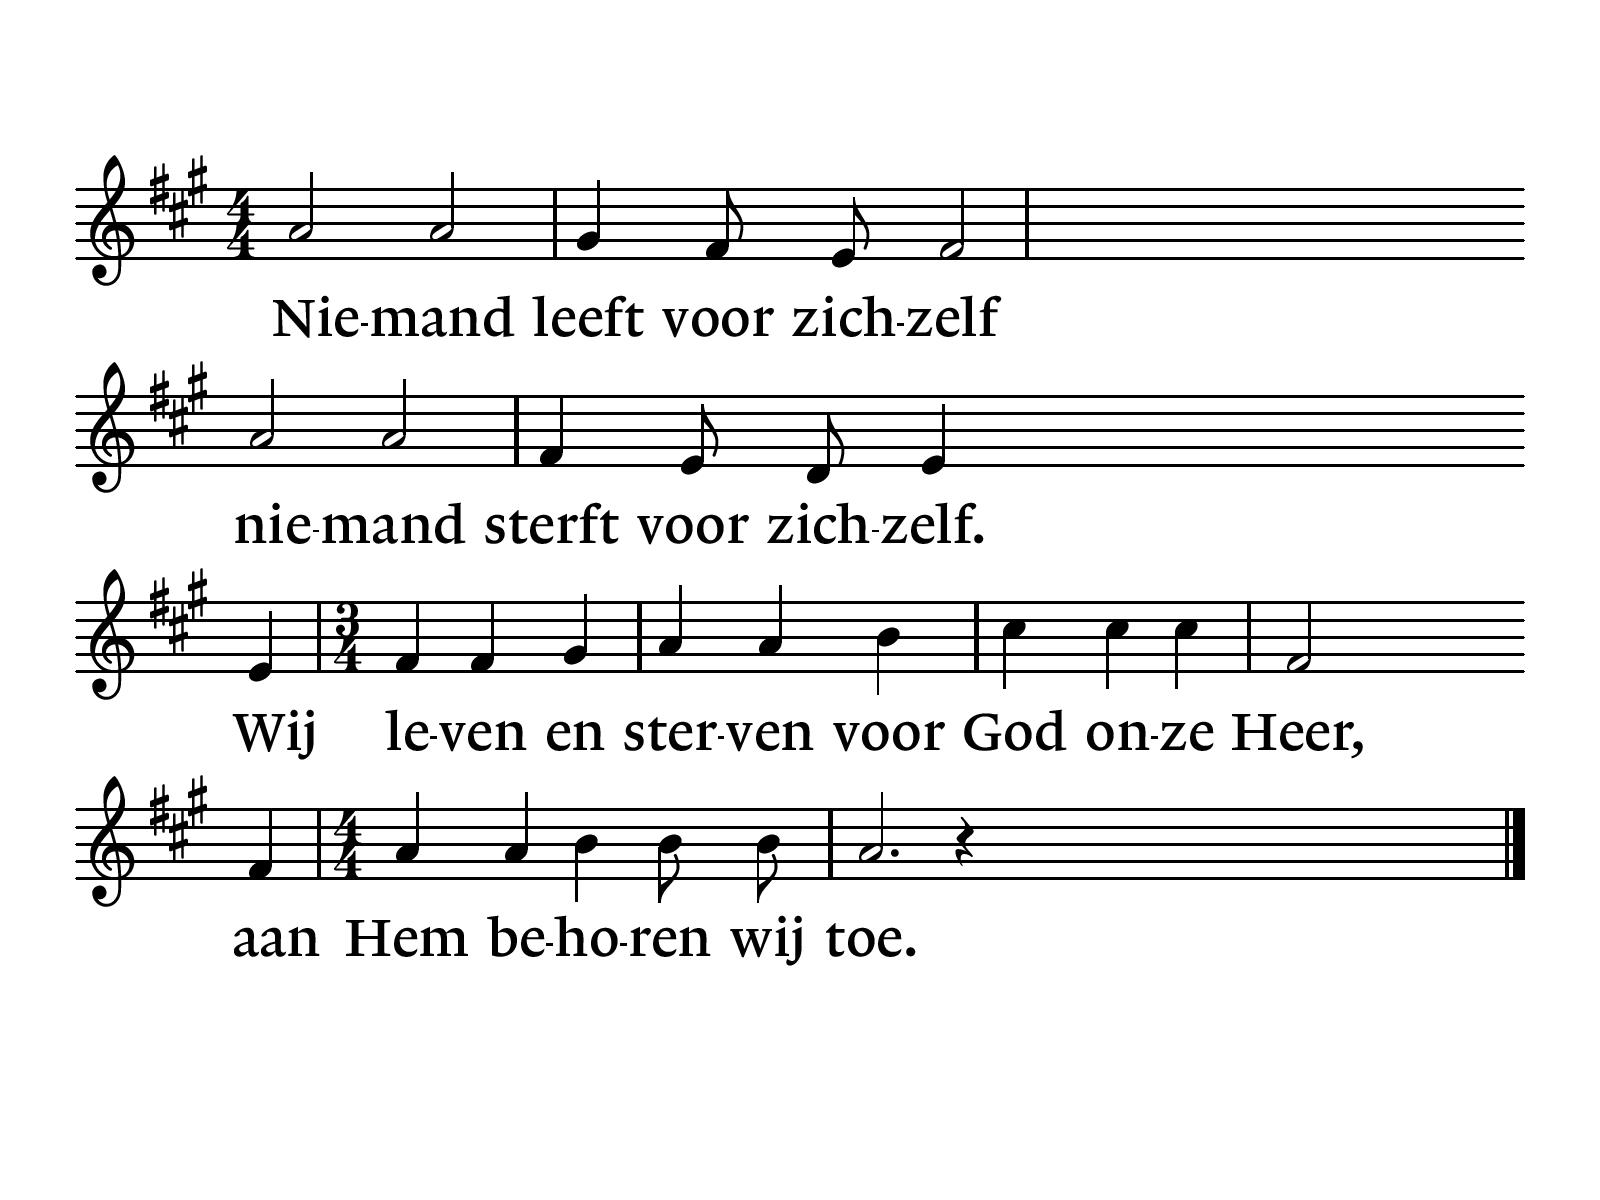 Nie-mand leeft voor zich-zelf
nie-mand sterft voor zich-zelf.
Wij le-ven en ster-ven voor God on-ze Heer,
aan Hem be-ho-ren wij toe.